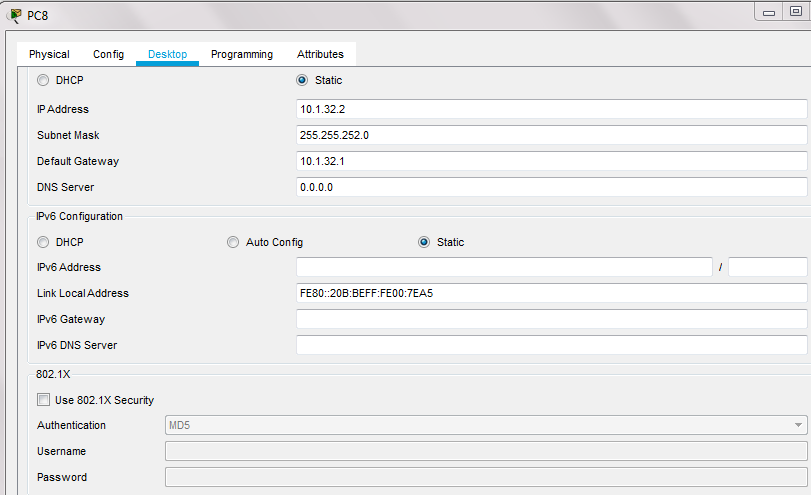 PC8
Physical Config Desktop Programming Attributes
DHCP Static
IP Address 10.1.32.2
Subnet Mask 255.255.252.0
Default Gateway 10.1.32.1
DNS Server 0.0.0.0
IPv6 Configuration
DHCP Auto Config Static
IPv6 Address /
Link Local Address FE80::20B:BEFF:FE00:7EA5
IPv6 Gateway
IPv6 DNS Server
802.1X
Use 802.1X Security
Authentication MD5
Username
Password